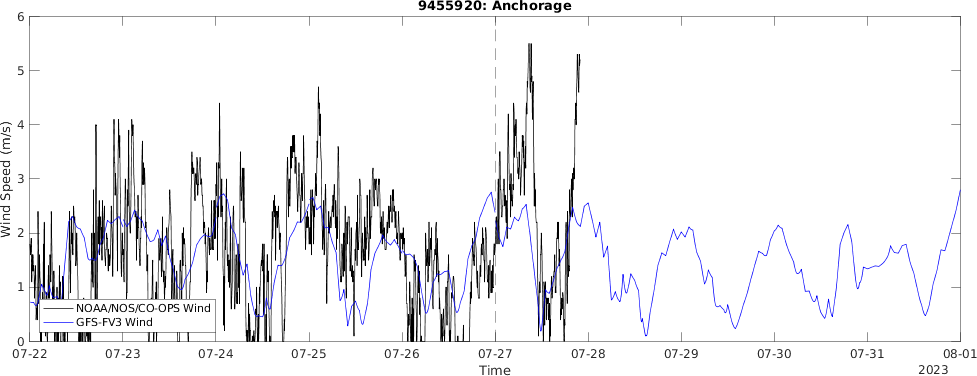 9455920: Anchorage
6
5
4
3
2
1
0
Wind Speed (m/s)
NOAA/NOS/CO-OPS Wind
GFS-FV3 Wind
07-22 07-23 07-24 07-25 07-26 07-27 07-28 07-29 07-30 07-31 08-01
Time
2023